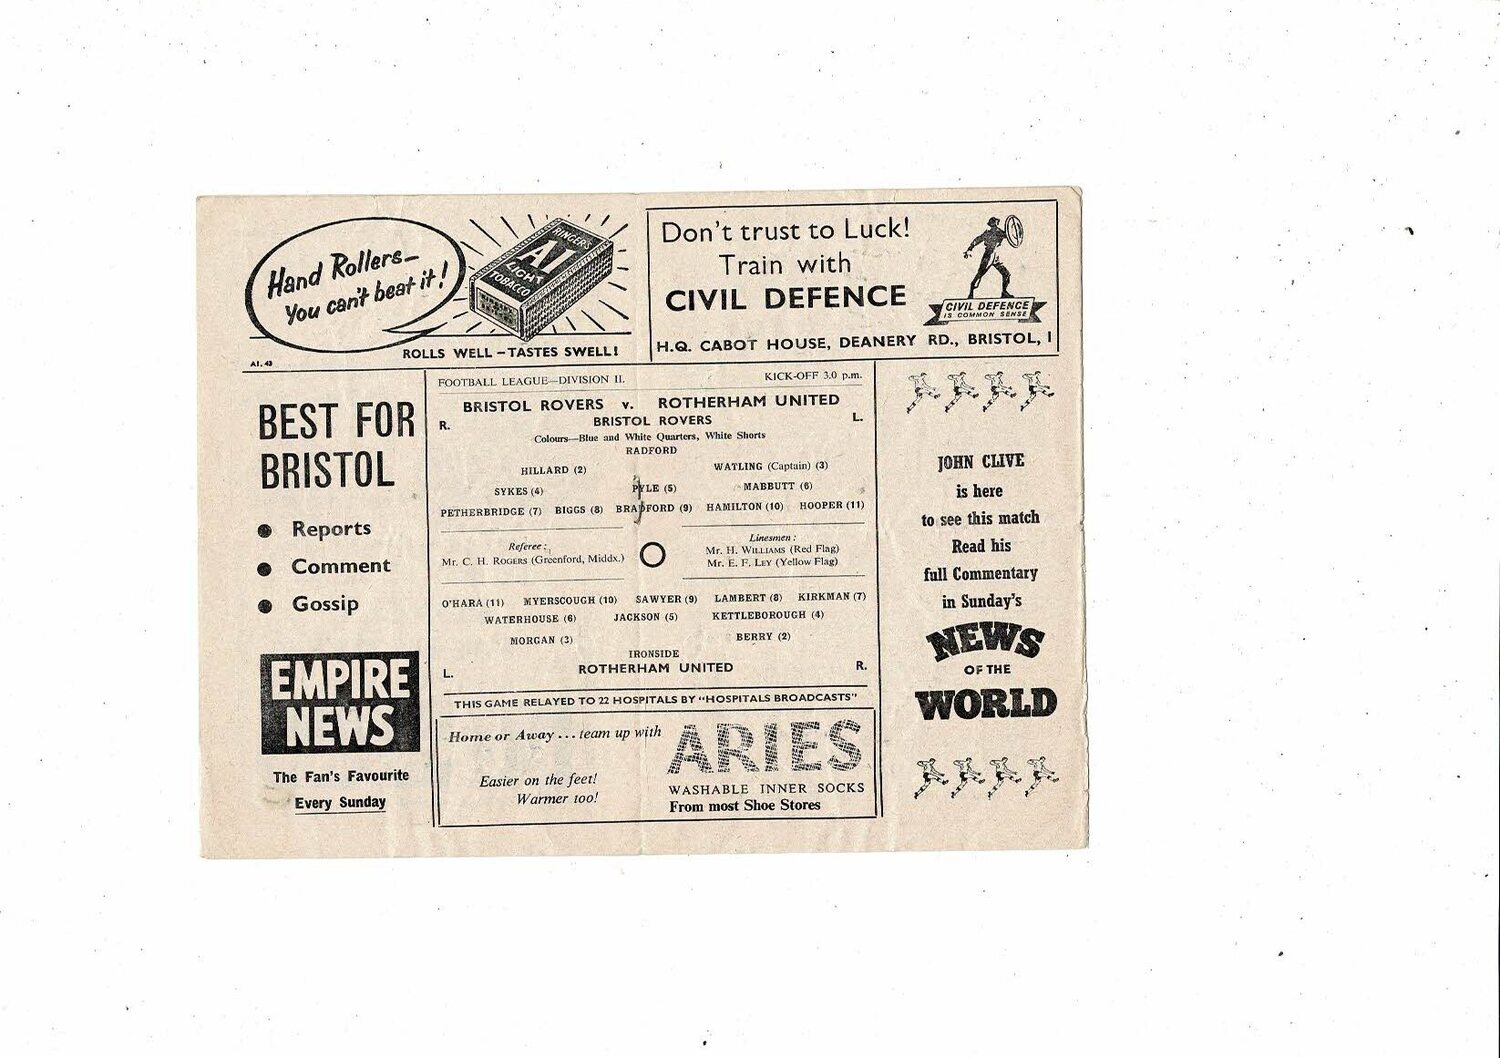 Hand Rollers—
You can't beat it!
RINGERS
A1
LIGHT
TOBACCO
ROLLS WELL – TASTES SWELL!
A1. 43
Don't trust to Luck!
Train with
CIVIL DEFENCE
CIVIL DEFENCE
IS COMMON SENSE
H.Q. CABOT HOUSE, DEANERY RD., BRISTOL, 1
BEST FOR
BRISTOL
● Reports
● Comment
● Gossip
EMPIRE
NEWS
The Fan's Favourite
Every Sunday
FOOTBALL LEAGUE—DIVISION II. KICK-OFF 3.0 p.m.
BRISTOL ROVERS v. ROTHERHAM UNITED
R. BRISTOL ROVERS L.
Colours—Blue and White Quarters, White Shorts
RADFORD
HILLARD (2) WATLING (Captain) (3)
SYKES (4) PYLE (5) MABBUTT (6)
PETHERBRIDGE (7) BIGGS (8) BRADFORD (9) HAMILTON (10) HOOPER (11)
Referee:
Mr. C. H. ROGERS (Greenford, Middx.)
Linesmen:
Mr. H. WILLIAMS (Red Flag)
Mr. E. F. LEY (Yellow Flag)
O'HARA (11) MYERSCOUGH (10) SAWYER (9) LAMBERT (8) KIRKMAN (7)
WATERHOUSE (6) JACKSON (5) KETTLEBOROUGH (4)
MORGAN (3) BERRY (2)
IRONSIDE
L. ROTHERHAM UNITED R.
THIS GAME RELAYED TO 22 HOSPITALS BY "HOSPITALS BROADCASTS"
Home or Away . . . team up with
ARIES
Easier on the feet!
Warmer too!
WASHABLE INNER SOCKS
From most Shoe Stores
JOHN CLIVE
is here
to see this match
Read his
full Commentary
in Sunday's
NEWS
OF THE
WORLD